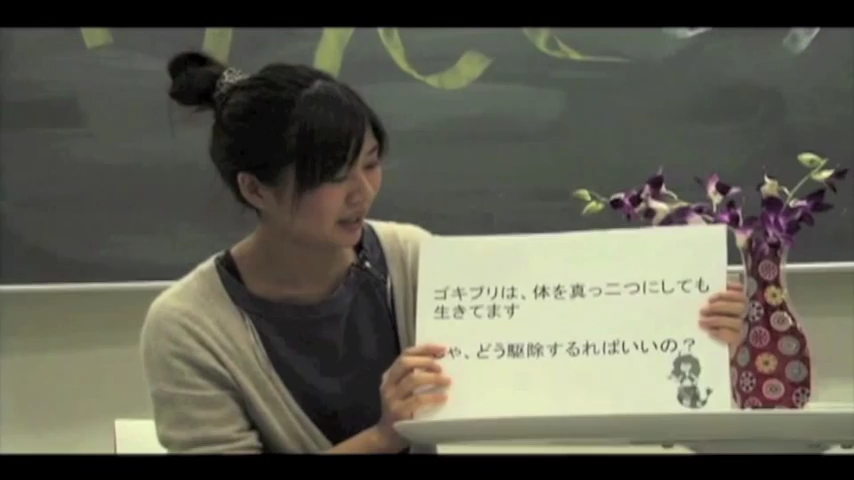 ゴキブリは、体を真っ二つにしても
生きてます
じゃ、どう駆除するればいいの？